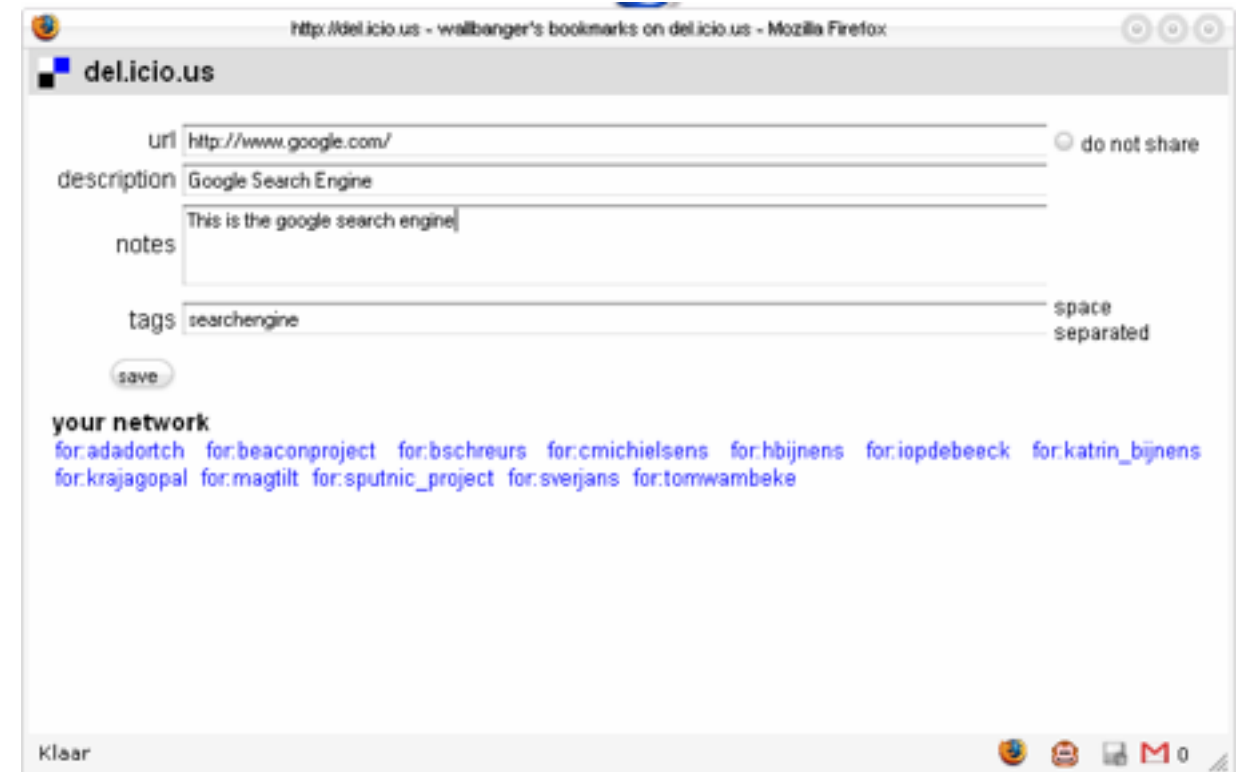 http://del.icio.us - wallbanger's bookmarks on del.icio.us - Mozilla Firefox
del.icio.us
url http://www.google.com/ do not share
description Google Search Engine
notes This is the google search engine
tags searchengine space separated
save
your network
for:adadortch for:beaconproject for:bschreurs for:cmichielsens for:hbijnens for:iopdebeeck for:katrin_bijnens
for:krajagopal for:magtilt for:sputnic_project for:sverjans for:tomwambeke
Klaar 0